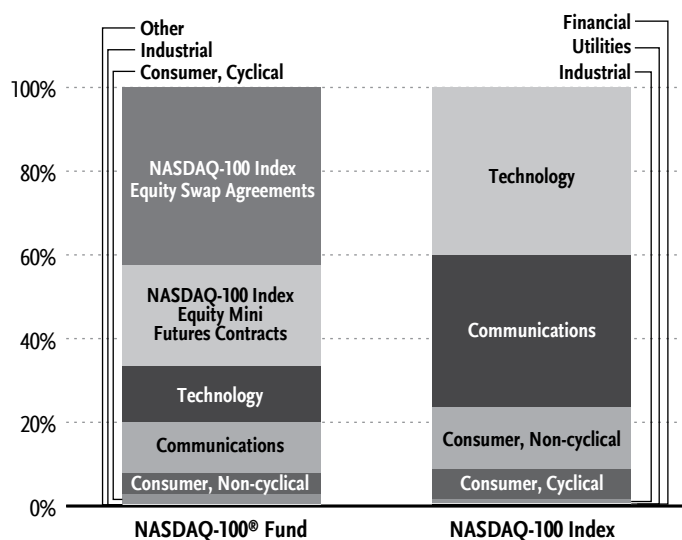 Other
Industrial
Consumer, Cyclical
Financial
Utilities
Industrial
100%
80%
60%
40%
20%
0%
NASDAQ-100 Index
Equity Swap Agreements
NASDAQ-100 Index
Equity Mini
Futures Contracts
Technology
Communications
Consumer, Non-cyclical
NASDAQ-100® Fund
Technology
Communications
Consumer, Non-cyclical
Consumer, Cyclical
NASDAQ-100 Index